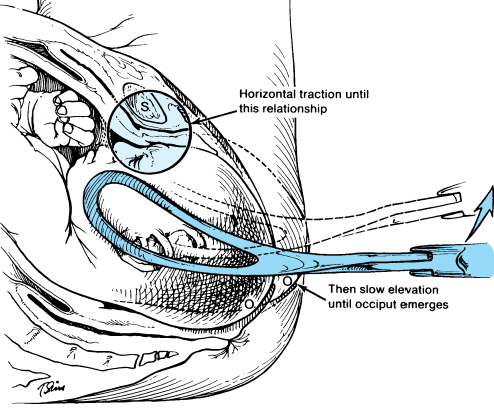 S.
Horizontal traction until
this relationship
O.
O.
Then slow elevation
until occiput emerges